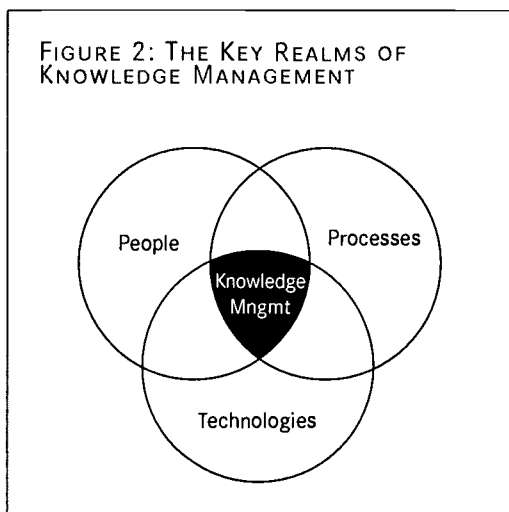 FIGURE 2: THE KEY REALMS OF
KNOWLEDGE MANAGEMENT
People
Processes
Knowledge
Mngmt
Technologies